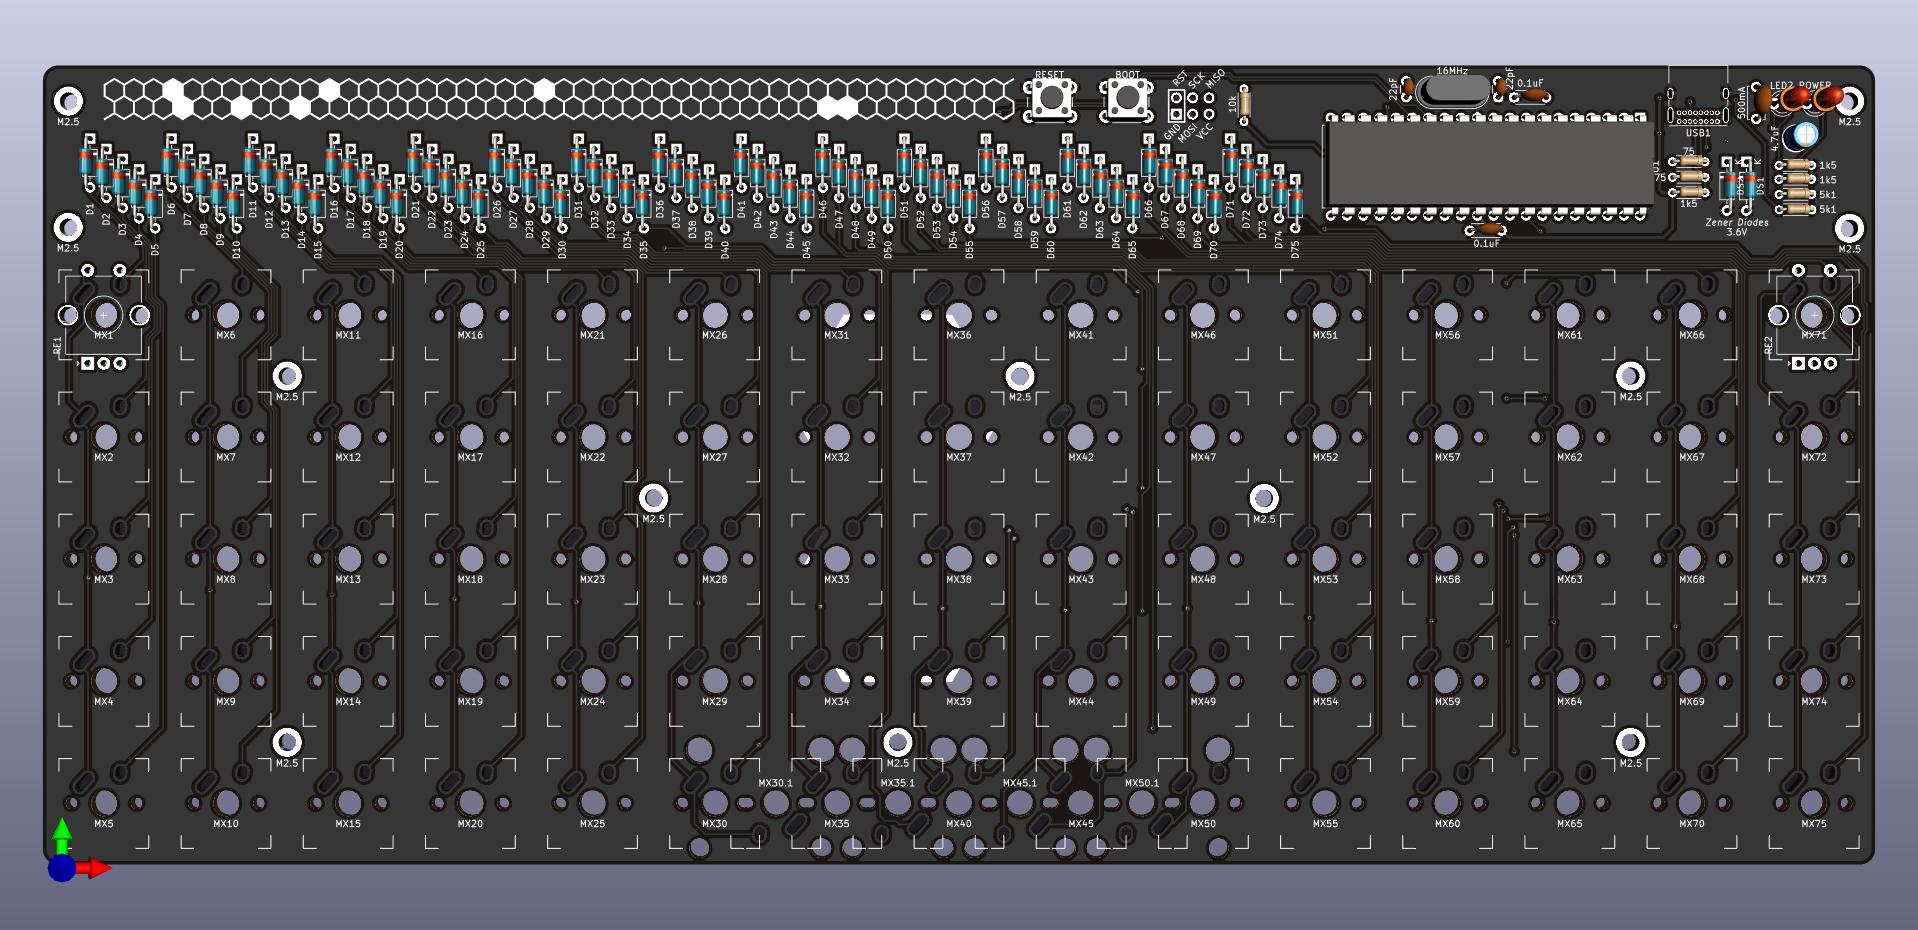 RESET
BOOT
RST
SCK
MISO
GND
MOSI
VCC
10k
22pF
16MHz
22pF
0.1uF
500mA
LED2 POWER
M2.5
M2.5
USB1
4.7uF
75
75
1k5
K
K
DS1
1k5
1k5
5k1
5k1
Zener Diodes
3.6V
0.1uF
M2.5
M2.5
D1 D2 D3 D4 D5 D6 D7 D8 D9 D10 D11 D12 D13 D14 D15 D16 D17 D18 D19 D20 D21 D22 D23 D24 D25 D26 D27 D28 D29 D30 D31 D32 D33 D34 D35 D36 D37 D38 D39 D40 D41 D42 D43 D44 D45 D46 D47 D48 D49 D50 D51 D52 D53 D54 D55 D56 D57 D58 D59 D60 D61 D62 D63 D64 D65 D66 D67 D68 D69 D70 D71 D72 D73 D74 D75
RE1
MX1 MX6 MX11 MX16 MX21 MX26 MX31 MX36 MX41 MX46 MX51 MX56 MX61 MX66 MX71
RE2
M2.5 M2.5 M2.5
MX2 MX7 MX12 MX17 MX22 MX27 MX32 MX37 MX42 MX47 MX52 MX57 MX62 MX67 MX72
M2.5 M2.5
MX3 MX8 MX13 MX18 MX23 MX28 MX33 MX38 MX43 MX48 MX53 MX58 MX63 MX68 MX73
MX4 MX9 MX14 MX19 MX24 MX29 MX34 MX39 MX44 MX49 MX54 MX59 MX64 MX69 MX74
M2.5 M2.5 M2.5
MX30.1 MX35.1 MX45.1 MX50.1
MX5 MX10 MX15 MX20 MX25 MX30 MX35 MX40 MX45 MX50 MX55 MX60 MX65 MX70 MX75